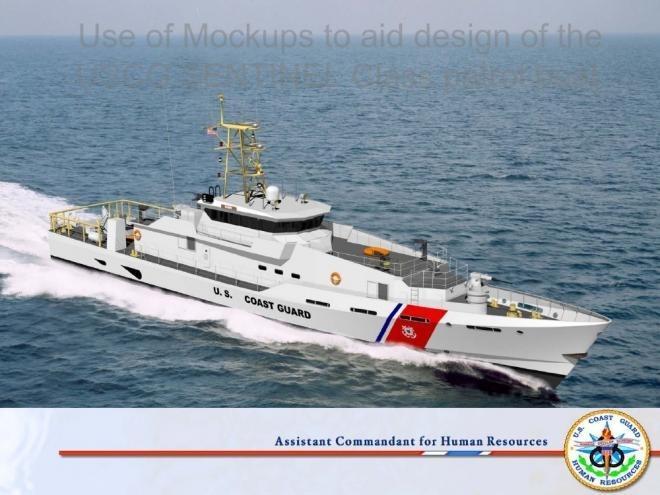 Use of Mockups to aid design of the
USCG SENTINEL Class patrol boat
U. S. COAST GUARD
Assistant Commandant for Human Resources
U.S. COAST GUARD
HUMAN RESOURCES